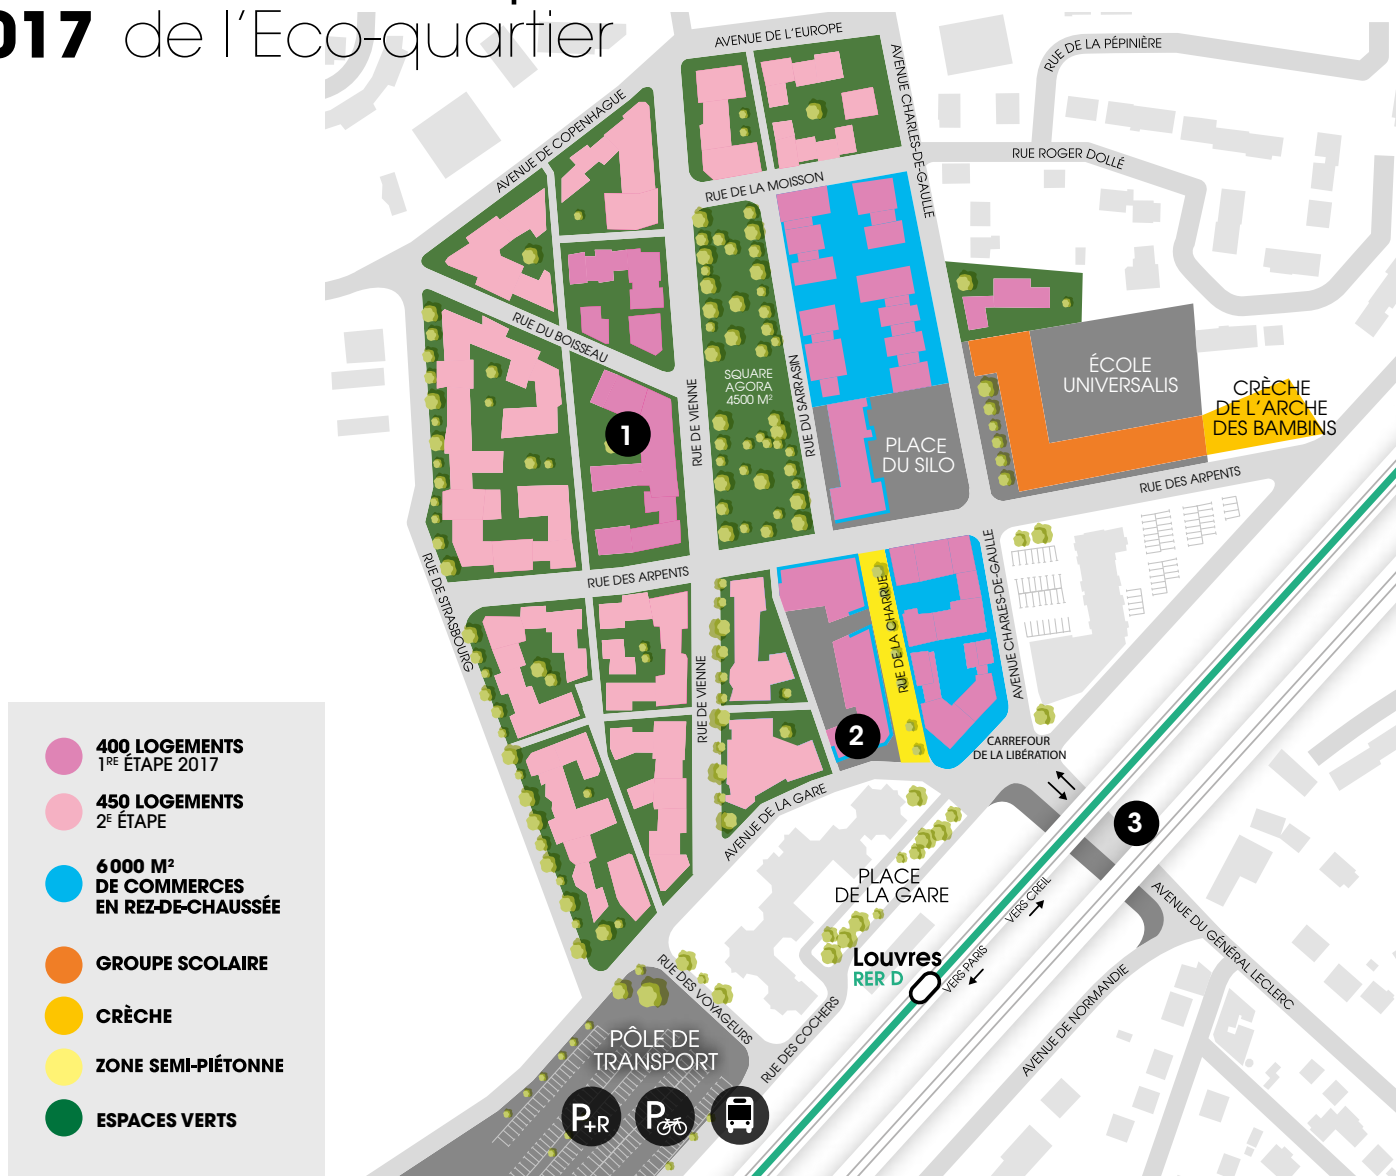 017 de l'Eco-quartier
AVENUE DE L'EUROPE
AVENUE CHARLES-DE-GAULLE
RUE DE LA PÉPINIÈRE
AVENUE DE COPENHAGUE
RUE ROGER DOLLÉ
RUE DE LA MOISSON
RUE DU BOISSEAU
SQUARE
AGORA
4500 M²
RUE DU SARRASIN
RUE DE VIENNE
ÉCOLE
UNIVERSALIS
CRÈCHE
DE L'ARCHE
DES BAMBINS
1
PLACE
DU SILO
RUE DES ARPENTS
RUE DES ARPENTS
RUE DE STRASBOURG
RUE DE LA CHARRUE
AVENUE CHARLES-DE-GAULLE
RUE DE VIENNE
2
CARREFOUR
DE LA LIBÉRATION
AVENUE DE LA GARE
3
PLACE
DE LA GARE
VERS CREIL
AVENUE DU GÉNÉRAL LECLERC
Louvres
RER D
VERS PARIS
RUE DES VOYAGEURS
RUE DES COCHERS
AVENUE DE NORMANDIE
PÔLE DE
TRANSPORT
P+R
P
400 LOGEMENTS
1RE ÉTAPE 2017
450 LOGEMENTS
2E ÉTAPE
6000 M²
DE COMMERCES
EN REZ-DE-CHAUSSÉE
GROUPE SCOLAIRE
CRÈCHE
ZONE SEMI-PIÉTONNE
ESPACES VERTS